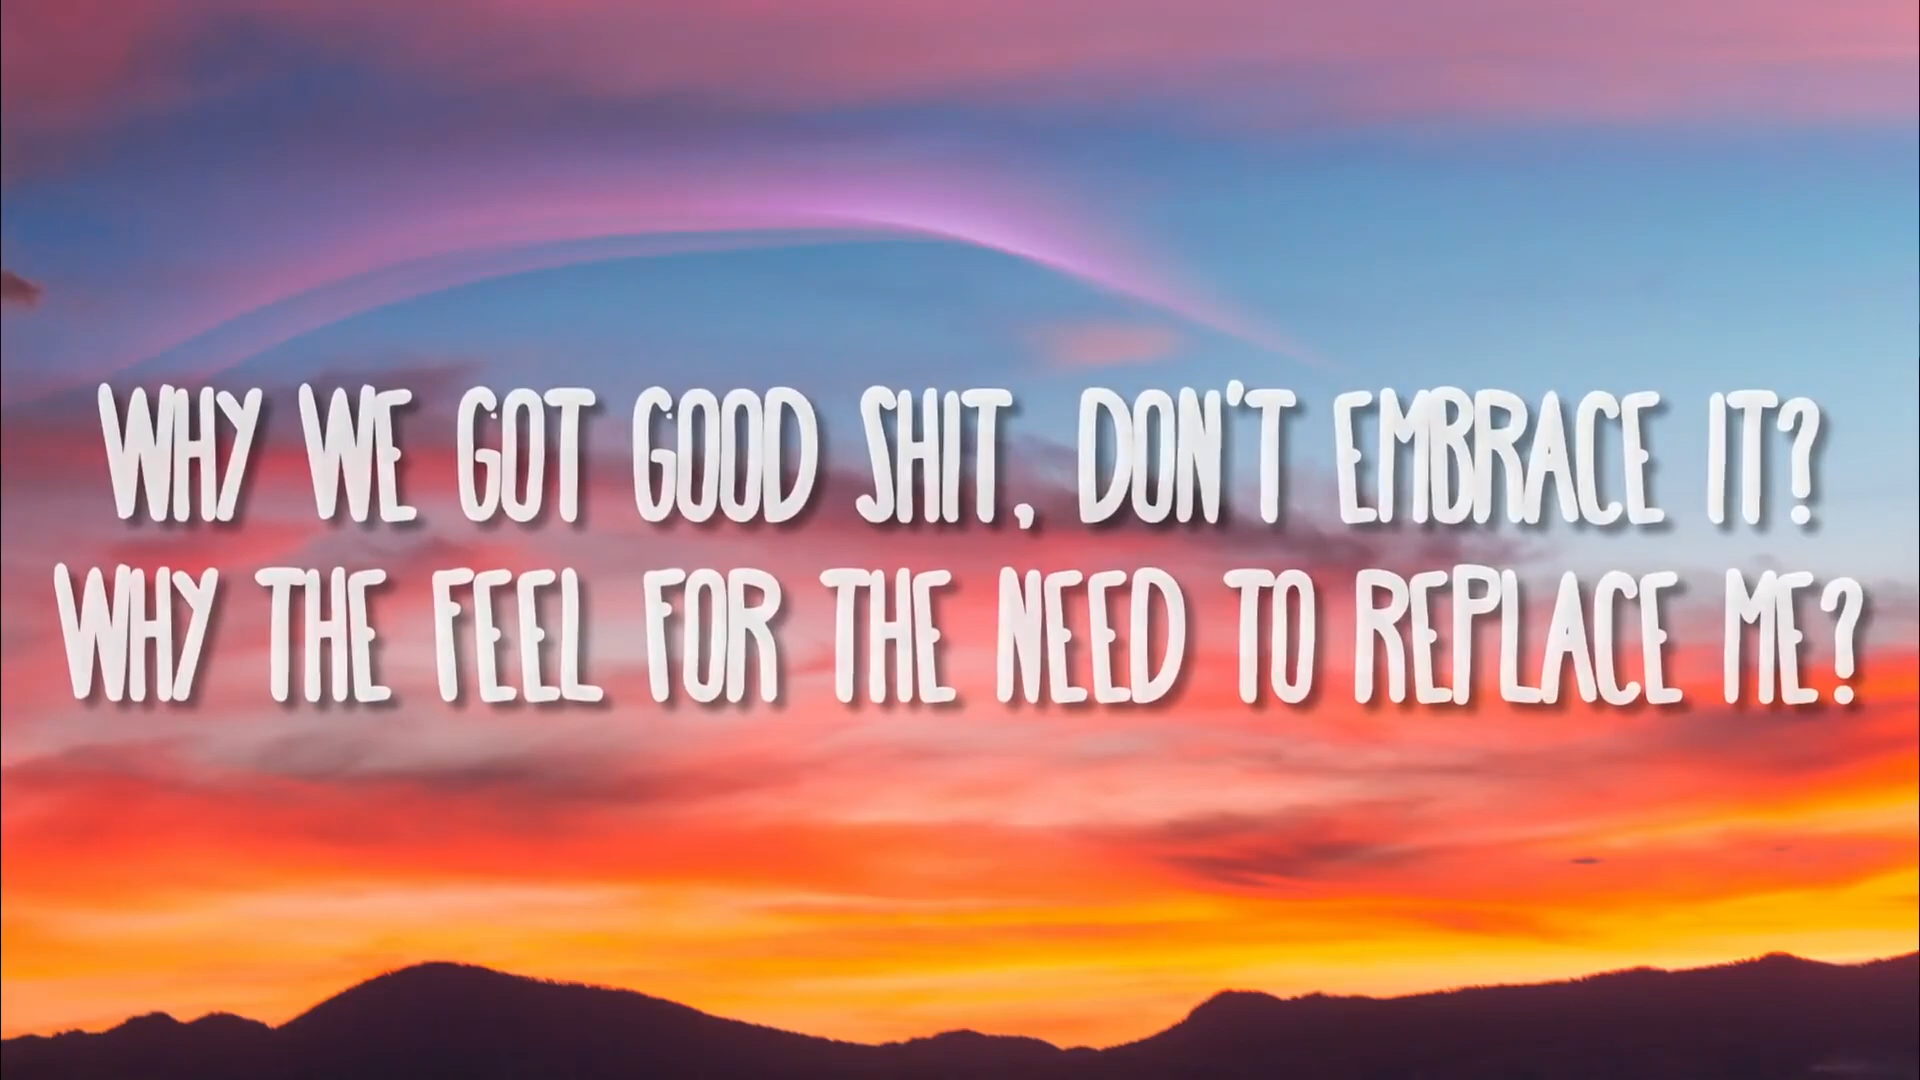 WHY WE GOT GOOD SHIT, DON'T EMBRACE IT?
WHY THE FEEL FOR THE NEED TO REPLACE ME?